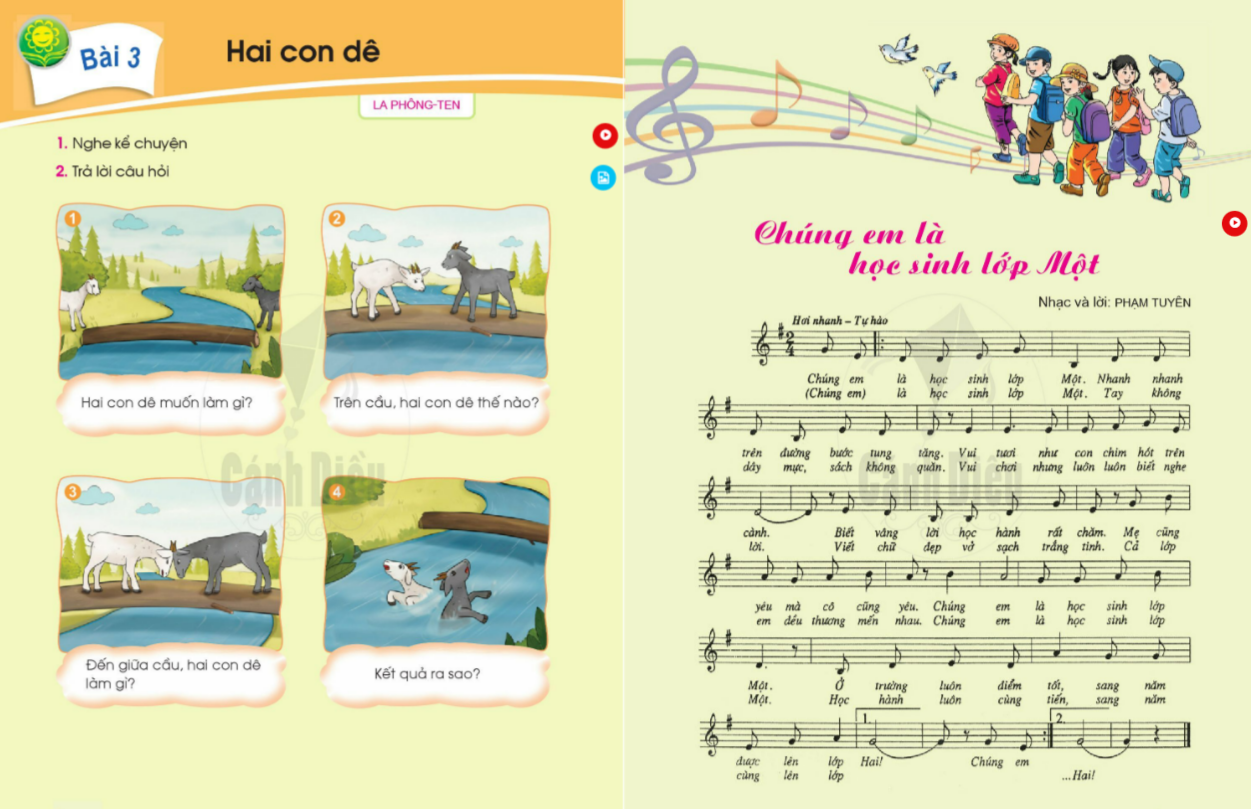 Bài 3
Hai con dê
LA PHÔNG-TEN
1. Nghe kể chuyện
2. Trả lời câu hỏi
1
2
Hai con dê muốn làm gì?
Trên cầu, hai con dê thế nào?
3
4
Đến giữa cầu, hai con dê
làm gì?
Kết quả ra sao?
Cánh Diều
Chúng em là
học sinh lớp Một
Nhạc và lời: PHẠM TUYÊN
Hơi nhanh – Tự hào
2
4
Chúng em là học sinh lớp Một. Nhanh nhanh
(Chúng em) là học sinh lớp Một. Tay không
trên đường bước tung tăng. Vui tươi như con chim hót trên
dây mực, sách không quăn. Vui chơi nhưng luôn luôn biết nghe
cành. Biết vâng lời học hành rất chăm. Mẹ cũng
lời. Viết chữ đẹp vở sạch trắng tinh. Cả lớp
Cánh Diều
yêu mà cô cũng yêu. Chúng em là học sinh lớp
em đều thương mến nhau. Chúng em là học sinh lớp
Một. Ở trường luôn điểm tốt, sang năm
Một. Học hành luôn cùng tiến, sang năm
1.
2.
được lên lớp Hai! Chúng em
cùng lên lớp ...Hai!